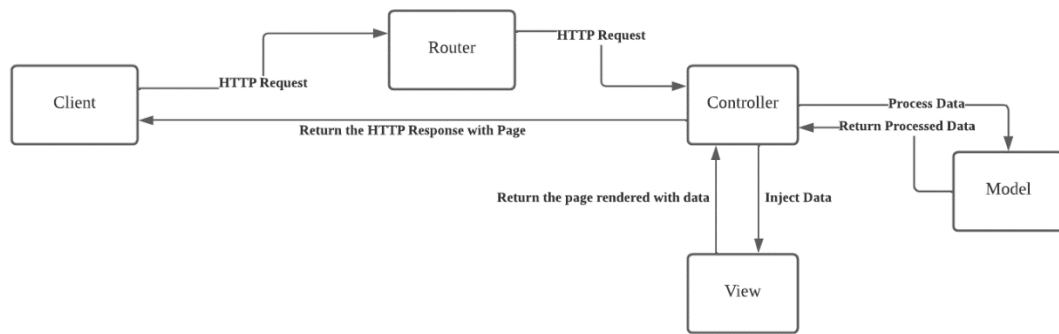 Router
HTTP Request
Client
HTTP Request
Controller
Process Data
Return the HTTP Response with Page
Return Processed Data
Model
Return the page rendered with data
Inject Data
View